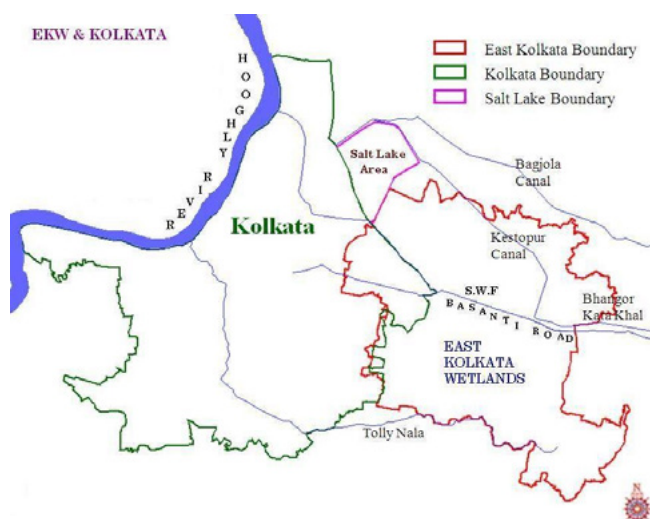 EKW & KOLKATA
East Kolkata Boundary
Kolkata Boundary
Salt Lake Boundary
HOOGHLY RIVER
Salt Lake
Area
Bagjola
Canal
Kolkata
Kestopur
Canal
S.W.F
BASANTI ROAD
Bhangor
Kata Khal
EAST
KOLKATA
WETLANDS
Tolly Nala
N